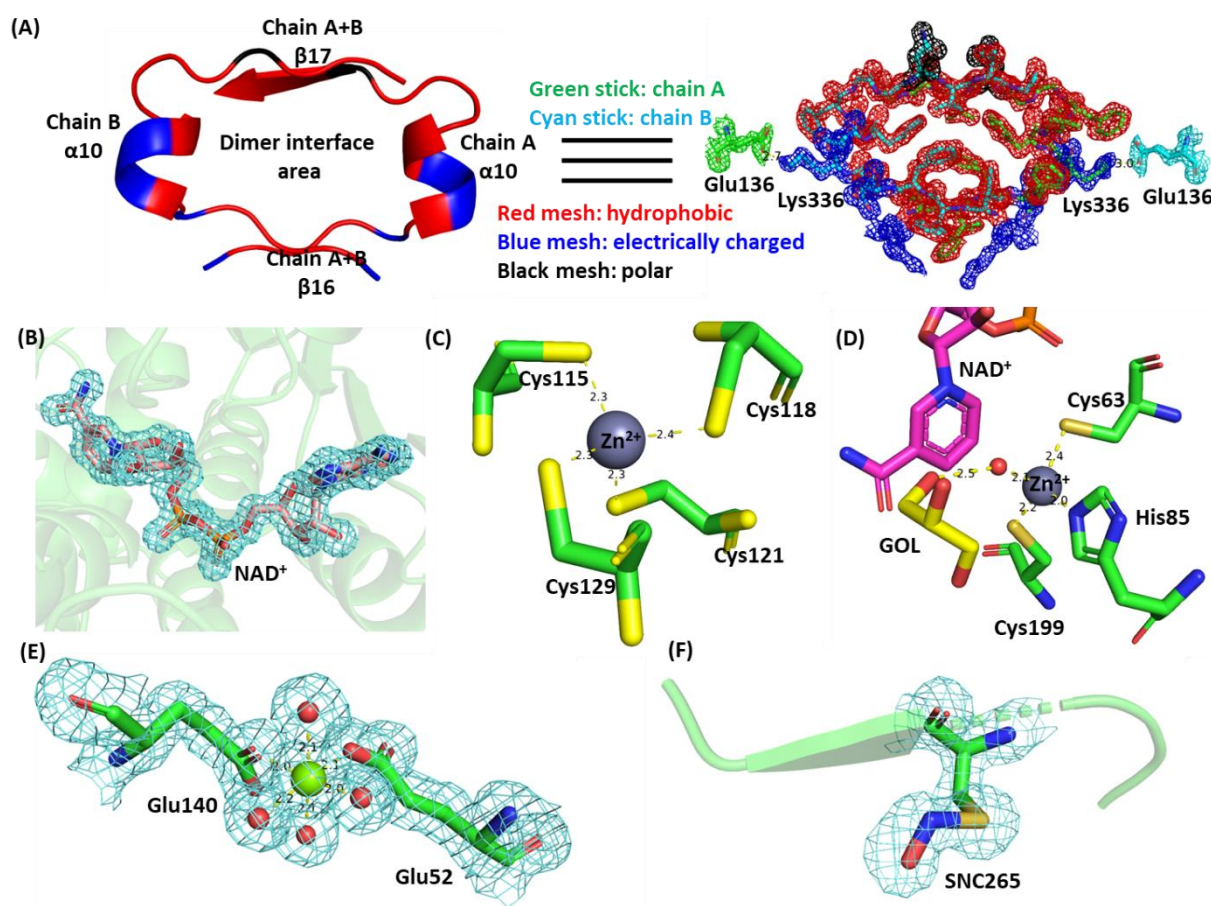 (A)
Chain A+B
β17
Chain B
α10
Dimer interface
area
Chain A
α10
Chain A+B
β16
Green stick: chain A
Cyan stick: chain B
Red mesh: hydrophobic
Blue mesh: electrically charged
Black mesh: polar
2.7
3.0
Glu136
Lys336
Lys336
Glu136
(B)
NAD⁺
(C)
Cys115
2.3
Cys118
Zn²⁺
2.4
2.3
2.3
Cys121
Cys129
(D)
NAD⁺
Cys63
2.4
2.5
2.1
Zn²⁺
2.2
2.0
His85
GOL
Cys199
(E)
2.1
2.0
2.1
2.2
2.1
2.0
Glu140
Glu52
(F)
SNC265